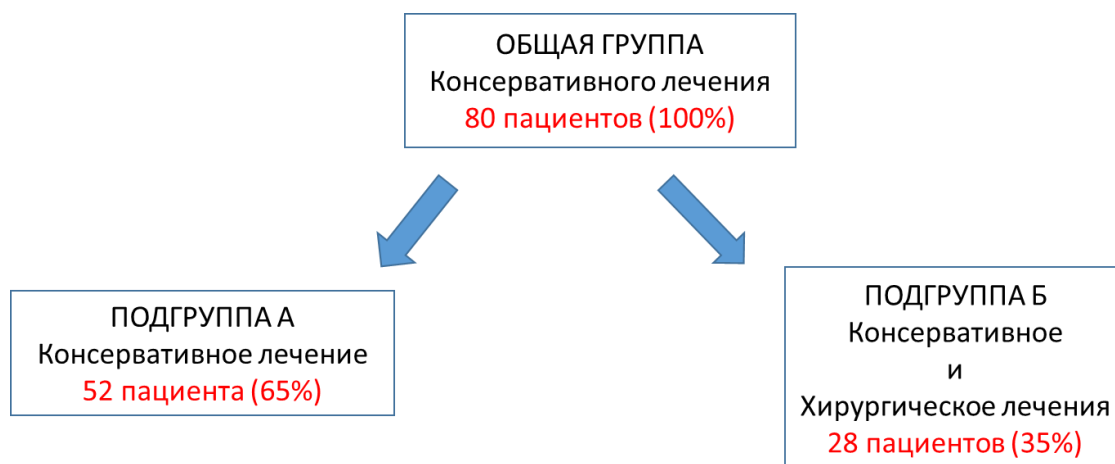 ОБЩАЯ ГРУППА
Консервативного лечения
80 пациентов (100%)
ПОДГРУППА А
Консервативное лечение
52 пациента (65%)
ПОДГРУППА Б
Консервативное
и
Хирургическое лечения
28 пациентов (35%)